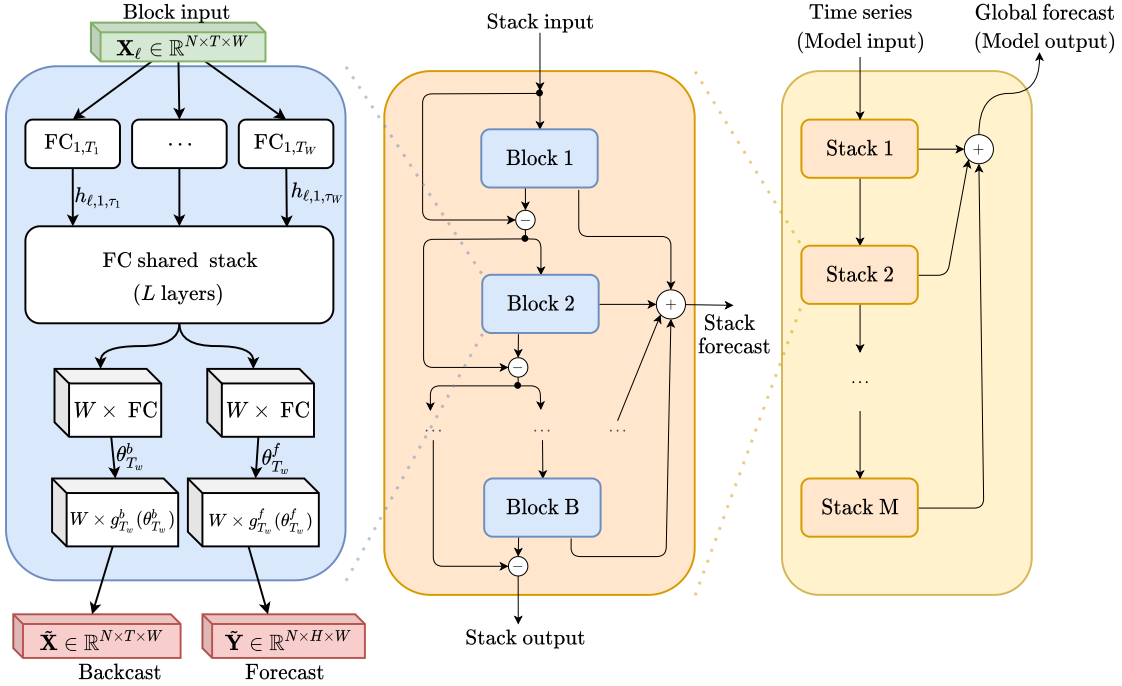 Block input
X_ℓ ∈ ℝ^{N×T×W}
FC_{1,T_1}
...
FC_{1,T_W}
h_{ℓ,1,τ_1}
h_{ℓ,1,τ_W}
FC shared stack
(L layers)
W × FC
W × FC
θ^b_{T_w}
θ^f_{T_w}
W × g^b_{T_w}(θ^b_{T_w})
W × g^f_{T_w}(θ^f_{T_w})
X̃ ∈ ℝ^{N×T×W}
Ỹ ∈ ℝ^{N×H×W}
Backcast
Forecast
Stack input
Block 1
−
Block 2
+
Stack
forecast
−
...
...
...
Block B
−
Stack output
Time series
(Model input)
Global forecast
(Model output)
Stack 1
+
Stack 2
...
Stack M